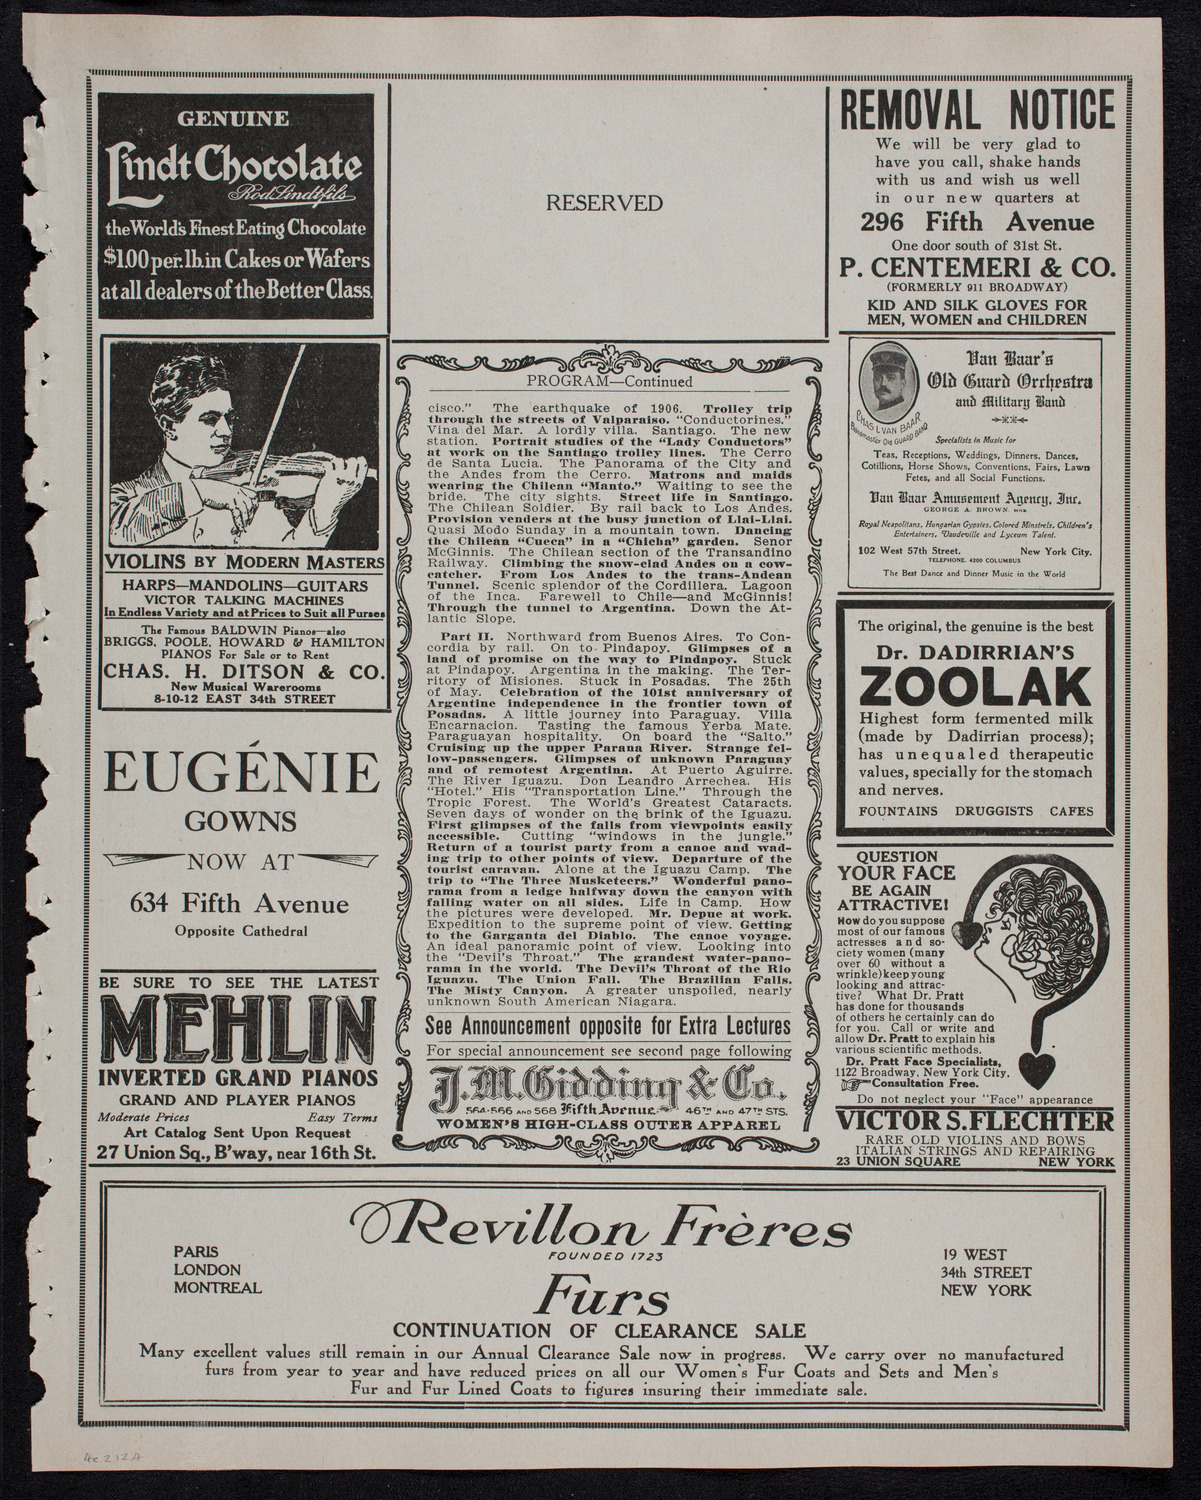 GENUINE
Lindt Chocolate
Rod. Lindt fils
the World's Finest Eating Chocolate
$1.00 per. lb. in Cakes or Wafers
at all dealers of the Better Class.
VIOLINS BY MODERN MASTERS
HARPS—MANDOLINS—GUITARS
VICTOR TALKING MACHINES
In Endless Variety and at Prices to Suit all Purses
The Famous BALDWIN Pianos—also
BRIGGS, POOLE, HOWARD & HAMILTON
PIANOS For Sale or to Rent
CHAS. H. DITSON & CO.
New Musical Warerooms
8-10-12 EAST 34th STREET
EUGÉNIE
GOWNS
NOW AT
634 Fifth Avenue
Opposite Cathedral
BE SURE TO SEE THE LATEST
MEHLIN
INVERTED GRAND PIANOS
GRAND AND PLAYER PIANOS
Moderate Prices Easy Terms
Art Catalog Sent Upon Request
27 Union Sq., B'way, near 16th St.
RESERVED
PROGRAM—Continued
cisco." The earthquake of 1906. Trolley trip
through the streets of Valparaiso. "Conductorines."
Vina del Mar. A lordly villa. Santiago. The new
station. Portrait studies of the "Lady Conductors"
at work on the Santiago trolley lines. The Cerro
de Santa Lucia. The Panorama of the City and
the Andes from the Cerro. Matrons and maids
wearing the Chilean "Manto." Waiting to see the
bride. The city sights. Street life in Santiago.
The Chilean Soldier. By rail back to Los Andes.
Provision venders at the busy junction of Llai-Llai.
Quasi Modo Sunday in a mountain town. Dancing
the Chilean "Cueca" in a "Chicha" garden. Senor
McGinnis. The Chilean section of the Transandino
Railway. Climbing the snow-clad Andes on a cow-
catcher. From Los Andes to the trans-Andean
Tunnel. Scenic splendor of the Cordillera. Lagoon
of the Inca. Farewell to Chile—and McGinnis!
Through the tunnel to Argentina. Down the At-
lantic Slope.
Part II. Northward from Buenos Aires. To Con-
cordia by rail. On to Pindapoy. Glimpses of a
land of promise on the way to Pindapoy. Stuck
at Pindapoy. Argentina in the making. The Ter-
ritory of Misiones. Stuck in Posadas. The 25th
of May. Celebration of the 101st anniversary of
Argentine independence in the frontier town of
Posadas. A little journey into Paraguay. Villa
Encarnacion. Tasting the famous Yerba Mate.
Paraguayan hospitality. On board the "Salto."
Cruising up the upper Parana River. Strange fel-
low-passengers. Glimpses of unknown Paraguay
and of remotest Argentina. At Puerto Aguirre.
The River Iguazu. Don Leandro Arrechea. His
"Hotel." His "Transportation Line." Through the
Tropic Forest. The World's Greatest Cataracts.
Seven days of wonder on the brink of the Iguazu.
First glimpses of the falls from viewpoints easily
accessible. Cutting "windows in the jungle."
Return of a tourist party from a canoe and wad-
ing trip to other points of view. Departure of the
tourist caravan. Alone at the Iguazu Camp. The
trip to "The Three Musketeers." Wonderful pano-
rama from a ledge halfway down the canyon with
falling water on all sides. Life in Camp. How
the pictures were developed. Mr. Depue at work.
Expedition to the supreme point of view. Getting
to the Garganta del Diablo. The canoe voyage.
An ideal panoramic point of view. Looking into
the "Devil's Throat." The grandest water-pano-
rama in the world. The Devil's Throat of the Rio
Iguazu. The Union Fall. The Brazilian Falls.
The Misty Canyon. A greater unspoiled, nearly
unknown South American Niagara.
See Announcement opposite for Extra Lectures
For special announcement see second page following
J.M. Gidding & Co.
564-566 AND 568 Fifth Avenue 46TH AND 47TH STS.
WOMEN'S HIGH-CLASS OUTER APPAREL
REMOVAL NOTICE
We will be very glad to
have you call, shake hands
with us and wish us well
in our new quarters at
296 Fifth Avenue
One door south of 31st St.
P. CENTEMERI & CO.
(FORMERLY 911 BROADWAY)
KID AND SILK GLOVES FOR
MEN, WOMEN and CHILDREN
CHAS L VAN BAAR
Bandmaster Old GUARD BAND
Van Baar's
Old Guard Orchestra
and Military Band
Specialists in Music for
Teas, Receptions, Weddings, Dinners, Dances,
Cotillions, Horse Shows, Conventions, Fairs, Lawn
Fetes, and all Social Functions.
Van Baar Amusement Agency, Inc.
GEORGE A. BROWN, MGR.
Royal Neapolitans, Hungarian Gypsies, Colored Minstrels, Children's
Entertainers, Vaudeville and Lyceum Talent.
102 West 57th Street. New York City.
TELEPHONE, 4200 COLUMBUS
The Best Dance and Dinner Music in the World
The original, the genuine is the best
Dr. DADIRRIAN'S
ZOOLAK
Highest form fermented milk
(made by Dadirrian process);
has unequaled therapeutic
values, specially for the stomach
and nerves.
FOUNTAINS DRUGGISTS CAFES
QUESTION
YOUR FACE
BE AGAIN
ATTRACTIVE!
How do you suppose
most of our famous
actresses and so-
ciety women (many
over 60 without a
wrinkle) keep young
looking and attrac-
tive? What Dr. Pratt
has done for thousands
of others he certainly can do
for you. Call or write and
allow Dr. Pratt to explain his
various scientific methods.
Dr. Pratt Face Specialists,
1122 Broadway, New York City.
Consultation Free.
Do not neglect your "Face" appearance
VICTOR S. FLECHTER
RARE OLD VIOLINS AND BOWS
ITALIAN STRINGS AND REPAIRING
23 UNION SQUARE NEW YORK
Revillon Frères
FOUNDED 1723
PARIS
LONDON
MONTREAL
19 WEST
34th STREET
NEW YORK
Furs
CONTINUATION OF CLEARANCE SALE
Many excellent values still remain in our Annual Clearance Sale now in progress. We carry over no manufactured
furs from year to year and have reduced prices on all our Women's Fur Coats and Sets and Men's
Fur and Fur Lined Coats to figures insuring their immediate sale.